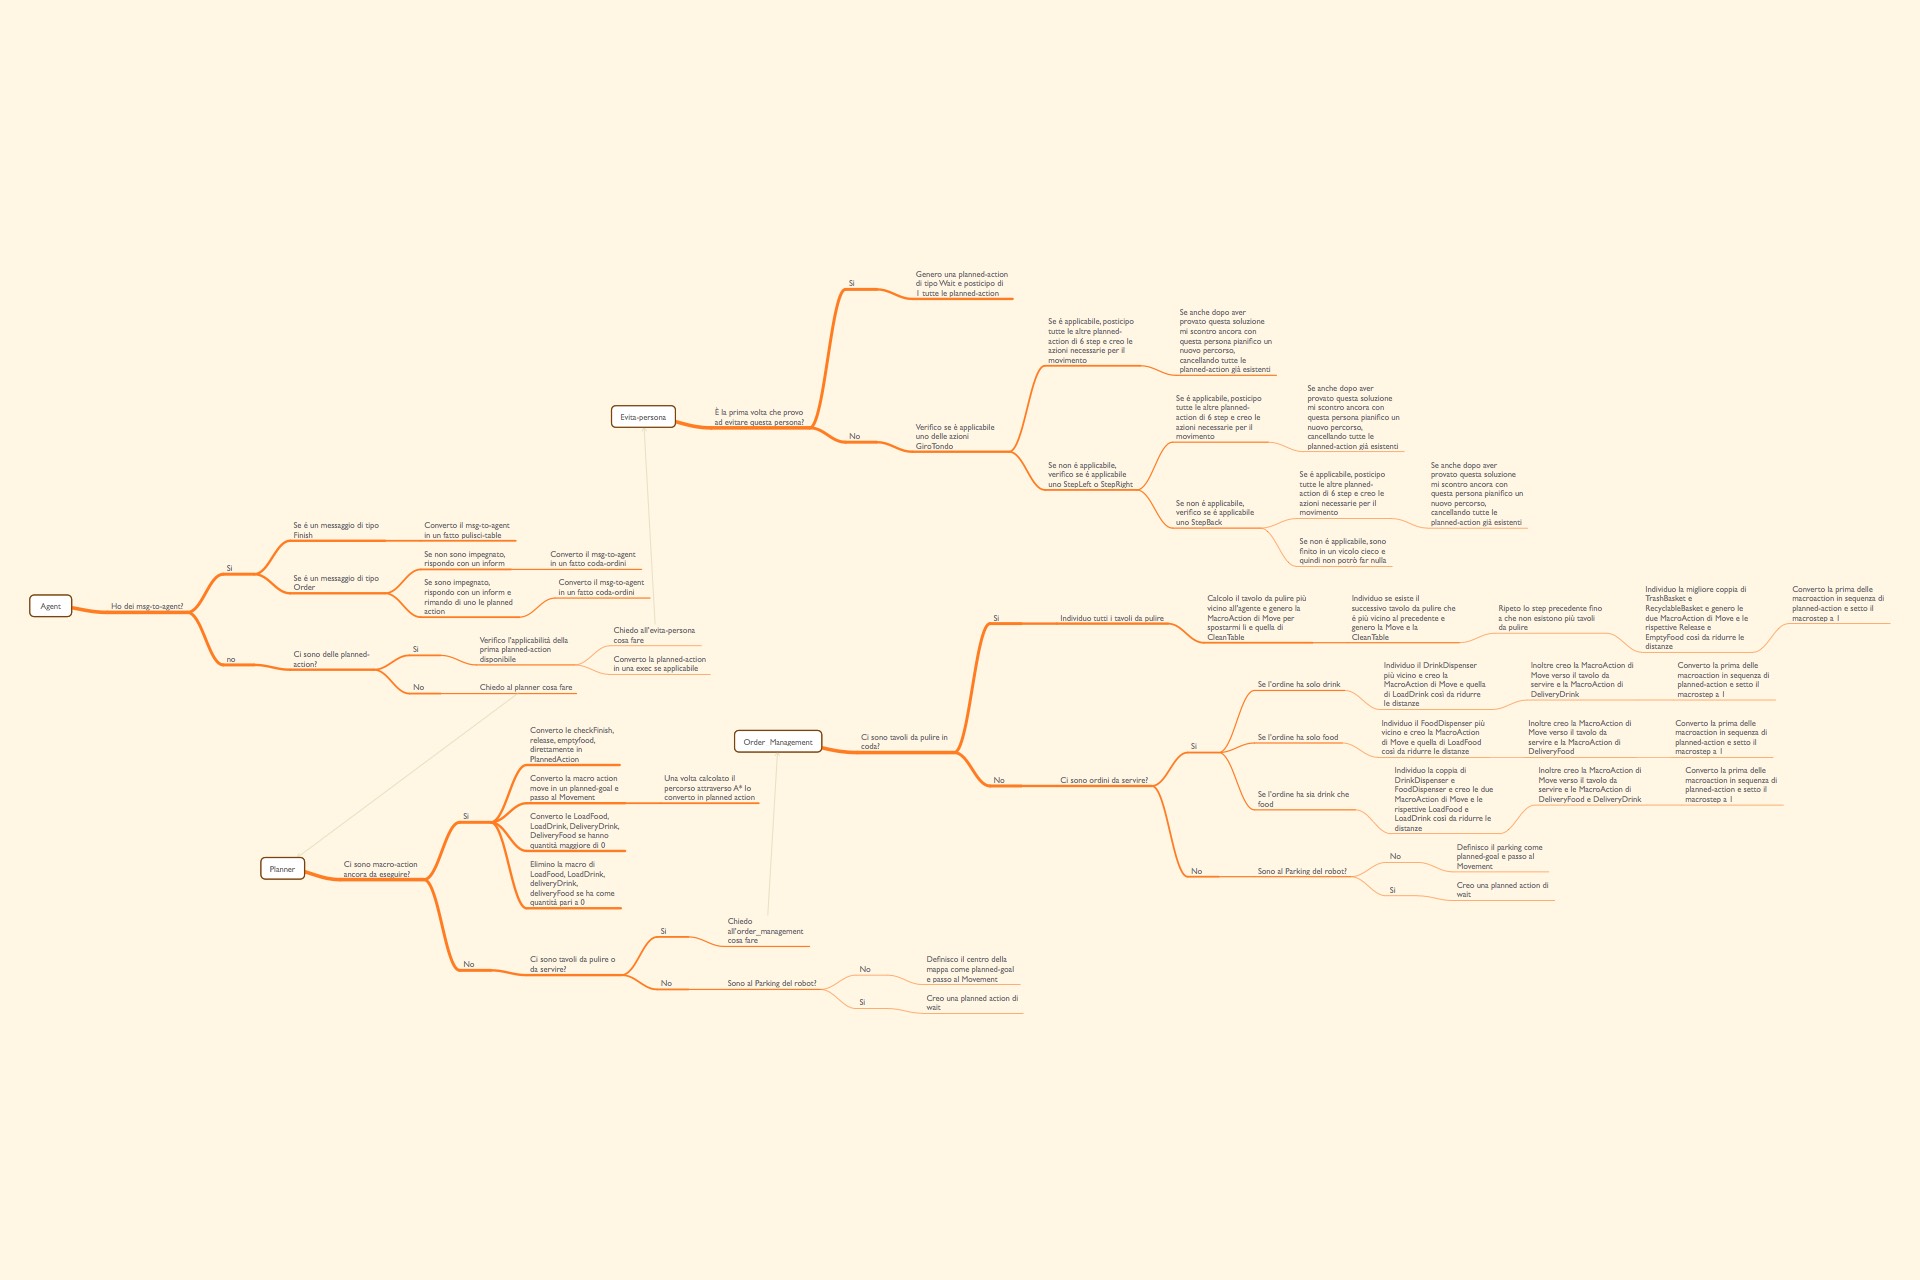 Evita-persona
È la prima volta che provo
ad evitare questa persona?
Si
Genero una planned-action
di tipo Wait e posticipo di
1 tutte le planned-action
No
Verifico se è applicabile
uno delle azioni
GiroTondo
Se è applicabile, posticipo
tutte le altre planned-
action di 6 step e creo le
azioni necessarie per il
movimento
Se anche dopo aver
provato questa soluzione
mi scontro ancora con
questa persona pianifico un
nuovo percorso,
cancellando tutte le
planned-action già esistenti
Se non è applicabile,
verifico se è applicabile
uno StepLeft o StepRight
Se è applicabile, posticipo
tutte le altre planned-
action di 6 step e creo le
azioni necessarie per il
movimento
Se anche dopo aver
provato questa soluzione
mi scontro ancora con
questa persona pianifico un
nuovo percorso,
cancellando tutte le
planned-action già esistenti
Se non è applicabile,
verifico se è applicabile
uno StepBack
Se è applicabile, posticipo
tutte le altre planned-
action di 6 step e creo le
azioni necessarie per il
movimento
Se anche dopo aver
provato questa soluzione
mi scontro ancora con
questa persona pianifico un
nuovo percorso,
cancellando tutte le
planned-action già esistenti
Se non è applicabile, sono
finito in un vicolo cieco e
quindi non potrò far nulla
Agent
Ho dei msg-to-agent?
Si
Se é un messaggio di tipo
Finish
Converto il msg-to-agent
in un fatto pulisci-table
Se é un messaggio di tipo
Order
Se non sono impegnato,
rispondo con un inform
Converto il msg-to-agent
in un fatto coda-ordini
Se sono impegnato,
rispondo con un inform e
rimando di uno le planned
action
Converto il msg-to-agent
in un fatto coda-ordini
no
Ci sono delle planned-
action?
Si
Verifico l'applicabilità della
prima planned-action
disponibile
Chiedo all'evita-persona
cosa fare
Converto la planned-action
in una exec se applicabile
No
Chiedo al planner cosa fare
Order_Management
Ci sono tavoli da pulire in
coda?
Si
Individuo tutti i tavoli da pulire
Calcolo il tavolo da pulire più
vicino all'agente e genero la
MacroAction di Move per
spostarmi li e quella di
CleanTable
Individuo se esiste il
successivo tavolo da pulire che
è più vicino al precedente e
genero la Move e la
CleanTable
Ripeto lo step precedente fino
a che non esistono più tavoli
da pulire
Individuo la migliore coppia di
TrashBasket e
RecyclableBasket e genero le
due MacroAction di Move e le
rispettive Release e
EmptyFood così da ridurre le
distanze
Converto la prima delle
macroaction in sequenza di
planned-action e setto il
macrostep a 1
No
Ci sono ordini da servire?
Si
Se l'ordine ha solo drink
Individuo il DrinkDispenser
più vicino e creo la
MacroAction di Move e quella
di LoadDrink così da ridurre
le distanze
Inoltre creo la MacroAction di
Move verso il tavolo da
servire e la MacroAction di
DeliveryDrink
Converto la prima delle
macroaction in sequenza di
planned-action e setto il
macrostep a 1
Se l'ordine ha solo food
Individuo il FoodDispenser più
vicino e creo la MacroAction
di Move e quella di LoadFood
così da ridurre le distanze
Inoltre creo la MacroAction di
Move verso il tavolo da
servire e la MacroAction di
DeliveryFood
Converto la prima delle
macroaction in sequenza di
planned-action e setto il
macrostep a 1
Se l'ordine ha sia drink che
food
Individuo la coppia di
DrinkDispenser e
FoodDispenser e creo le due
MacroAction di Move e le
rispettive LoadFood e
LoadDrink così da ridurre le
distanze
Inoltre creo la MacroAction di
Move verso il tavolo da
servire e le MacroAction di
DeliveryFood e DeliveryDrink
Converto la prima delle
macroaction in sequenza di
planned-action e setto il
macrostep a 1
No
Sono al Parking del robot?
No
Definisco il parking come
planned-goal e passo al
Movement
Si
Creo una planned action di
wait
Planner
Ci sono macro-action
ancora da eseguire?
Si
Converto le checkFinish,
release, emptyfood,
direttamente in
PlannedAction
Converto la macro action
move in un planned-goal e
passo al Movement
Una volta calcolato il
percorso attraverso A* lo
converto in planned action
Converto le LoadFood,
LoadDrink, DeliveryDrink,
DeliveryFood se hanno
quantità maggiore di 0
Elimino la macro di
LoadFood, LoadDrink,
deliveryDrink,
deliveryFood se ha come
quantità pari a 0
No
Ci sono tavoli da pulire o
da servire?
Si
Chiedo
all'order_management
cosa fare
No
Sono al Parking del robot?
No
Definisco il centro della
mappa come planned-goal
e passo al Movement
Si
Creo una planned action di
wait